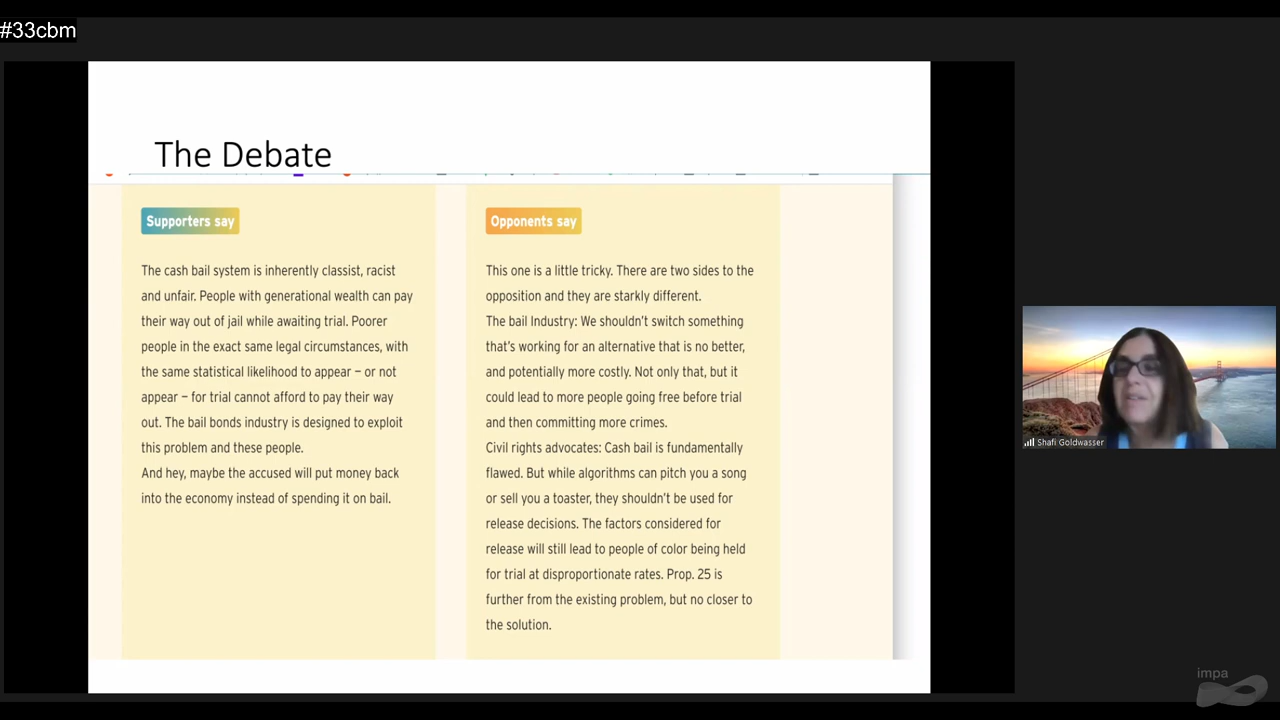 #33cbm
The Debate
Supporters say
The cash bail system is inherently classist, racist
and unfair. People with generational wealth can pay
their way out of jail while awaiting trial. Poorer
people in the exact same legal circumstances, with
the same statistical likelihood to appear – or not
appear – for trial cannot afford to pay their way
out. The bail bonds industry is designed to exploit
this problem and these people.
And hey, maybe the accused will put money back
into the economy instead of spending it on bail.
Opponents say
This one is a little tricky. There are two sides to the
opposition and they are starkly different.
The bail Industry: We shouldn't switch something
that's working for an alternative that is no better,
and potentially more costly. Not only that, but it
could lead to more people going free before trial
and then committing more crimes.
Civil rights advocates: Cash bail is fundamentally
flawed. But while algorithms can pitch you a song
or sell you a toaster, they shouldn't be used for
release decisions. The factors considered for
release will still lead to people of color being held
for trial at disproportionate rates. Prop. 25 is
further from the existing problem, but no closer to
the solution.
Shafi Goldwasser
impa